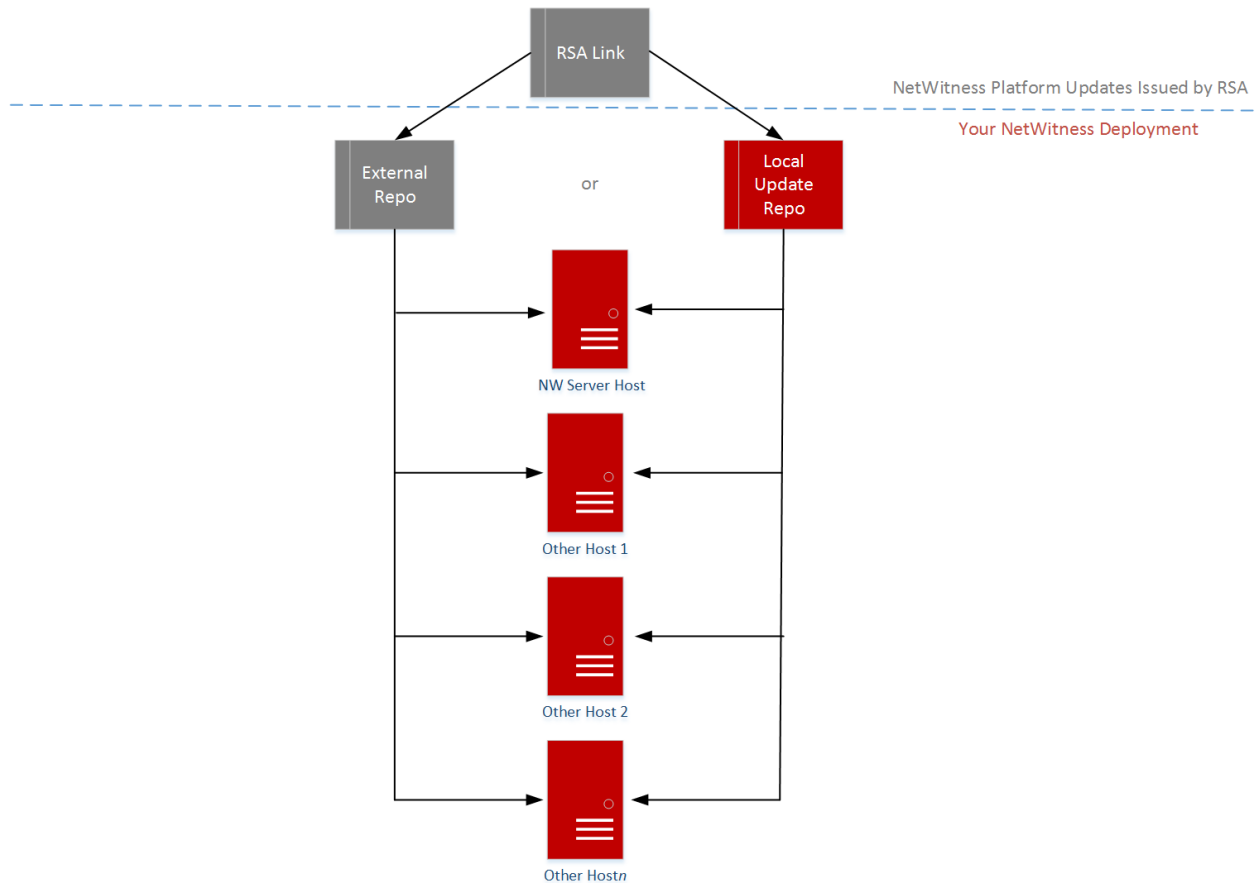 RSA Link
NetWitness Platform Updates Issued by RSA
Your NetWitness Deployment
External
Repo
or
Local
Update
Repo
NW Server Host
Other Host 1
Other Host 2
Other Hostn